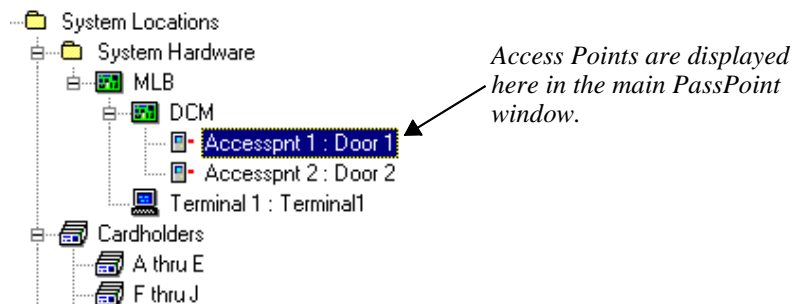 System Locations
System Hardware
MLB
DCM
Accesspnt 1 : Door 1
Accesspnt 2 : Door 2
Terminal 1 : Terminal1
Cardholders
A thru E
F thru J
Access Points are displayed
here in the main PassPoint
window.